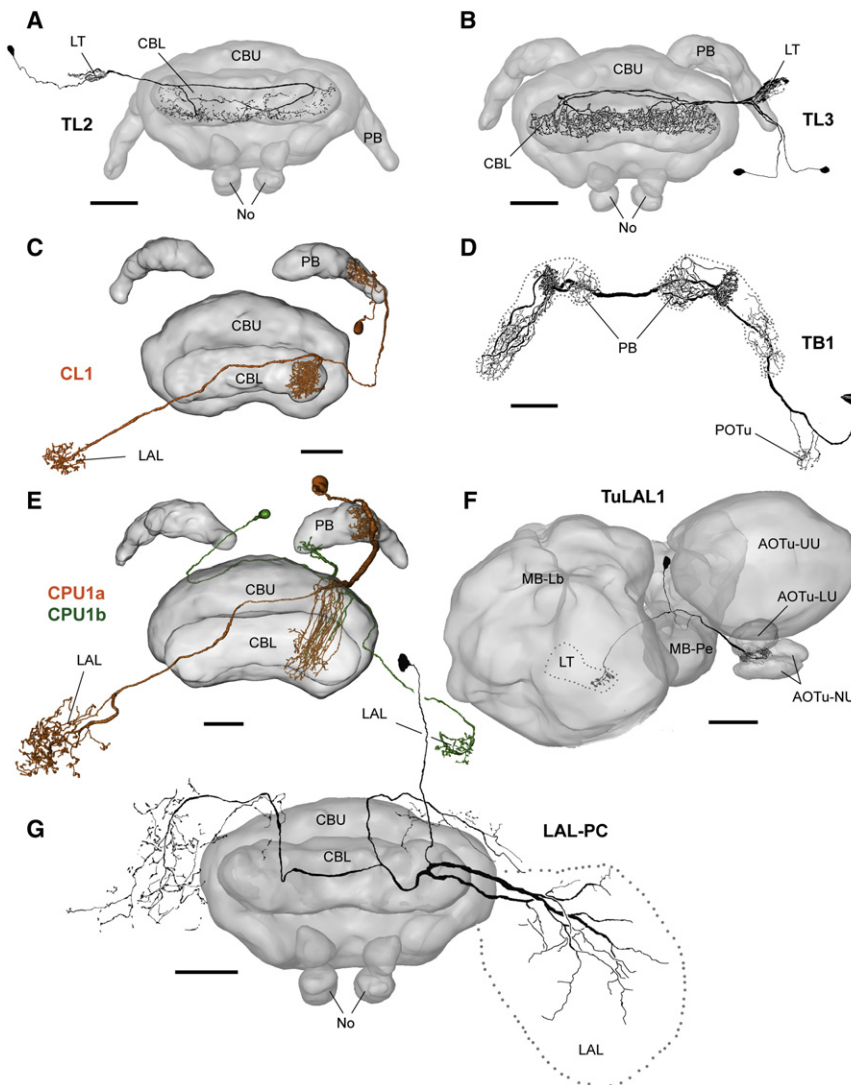 A
LT
CBL
CBU
TL2
PB
No
B
PB
CBU
LT
TL3
CBL
No
C
PB
CBU
CL1
CBL
LAL
D
PB
TB1
POTu
E
PB
CPU1a
CBU
CPU1b
CBL
LAL
LAL
F
TuLAL1
AOTu-UU
MB-Lb
AOTu-LU
MB-Pe
LT
AOTu-NU
G
CBU
LAL-PC
CBL
No
LAL